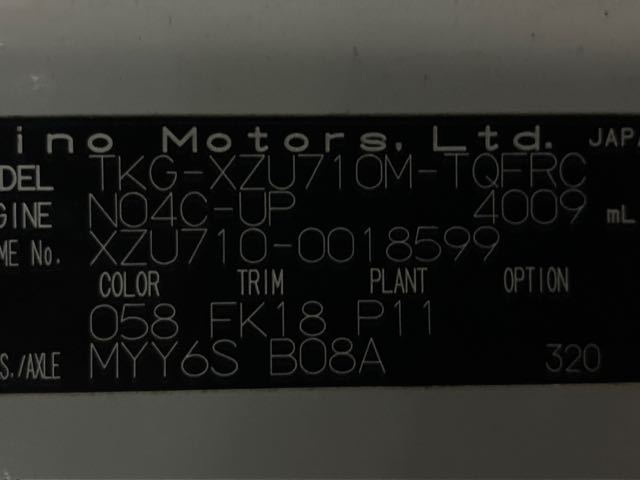 ino Motors, Ltd. JAPA
ODEL TKG-XZU710M-TQFRC
GINE N04C-UP 4009 mL
ME No. XZU710-0018599
COLOR TRIM PLANT OPTION
058 FK18 P11
S./AXLE MYY6S B08A 320